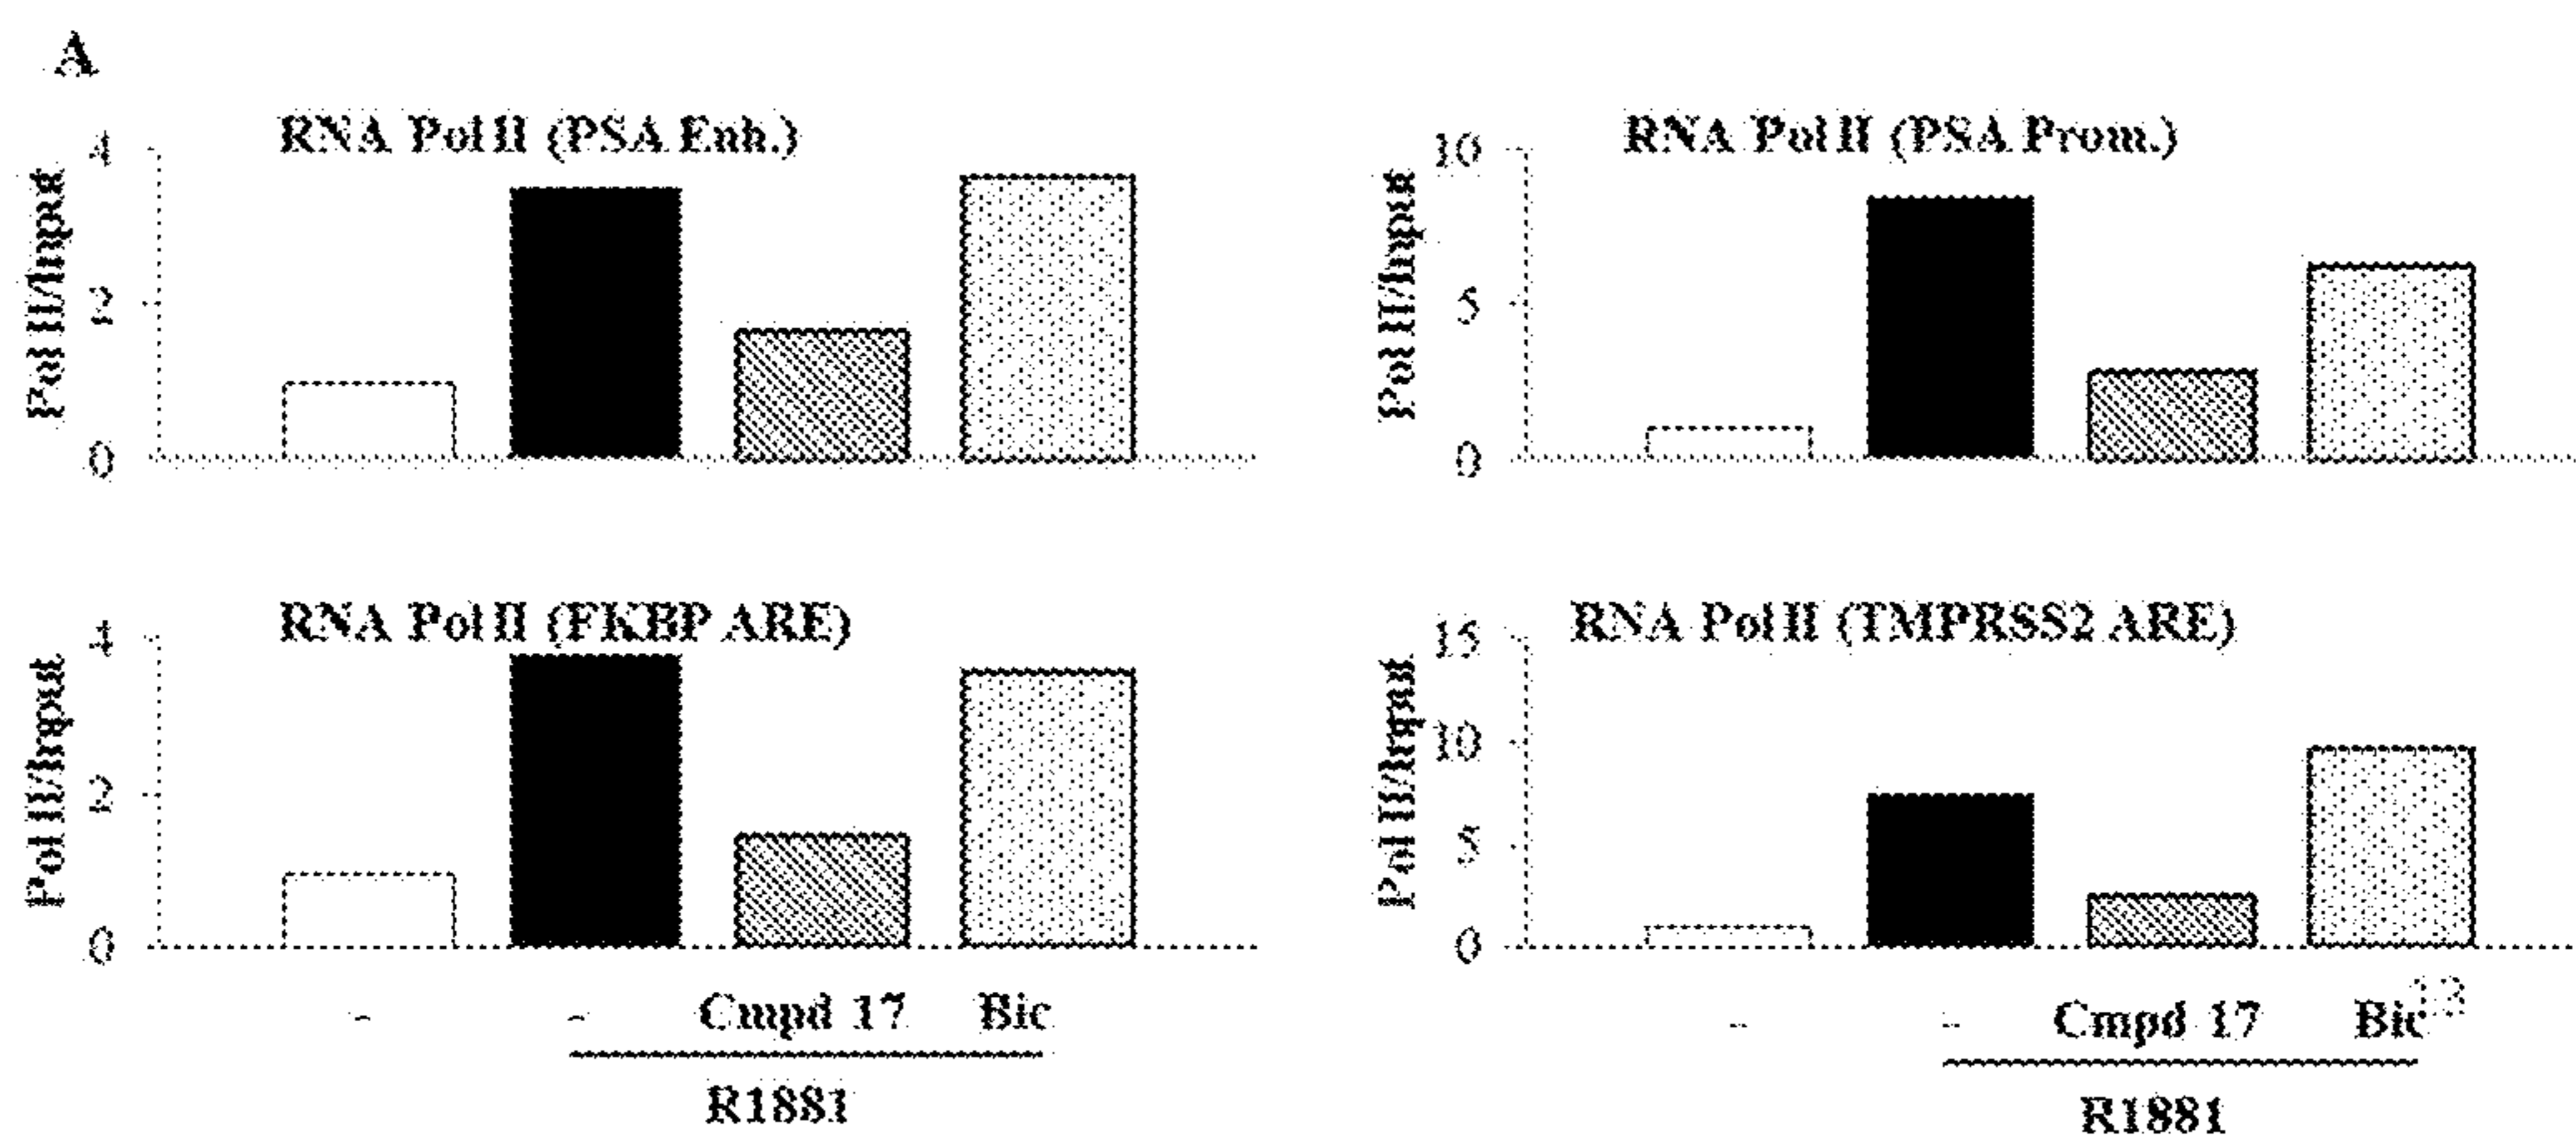 A
RNA Pol II (PSA Enh.)
Pol II/Input
4
2
0
RNA Pol II (PSA Prom.)
Pol II/Input
10
5
0
RNA Pol II (FKBP ARE)
Pol II/Input
4
2
0
- - Cmpd 17 Bic
R1881
RNA Pol II (TMPRSS2 ARE)
Pol II/Input
15
10
5
0
- - Cmpd 17 Bic
R1881